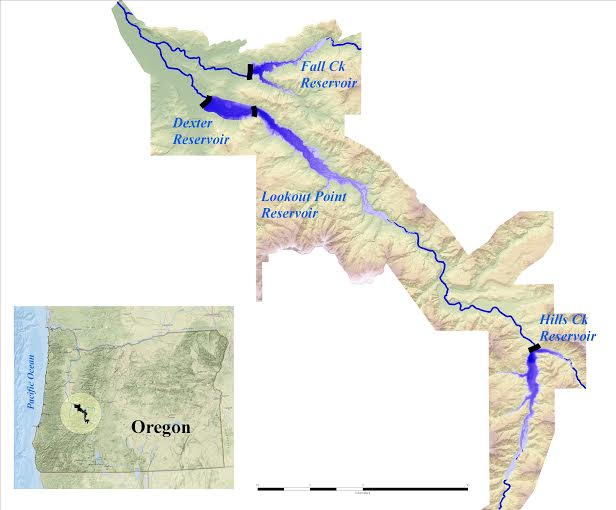 Fall Ck
Reservoir
Dexter
Reservoir
Lookout Point
Reservoir
Hills Ck
Reservoir
Pacific Ocean
Oregon